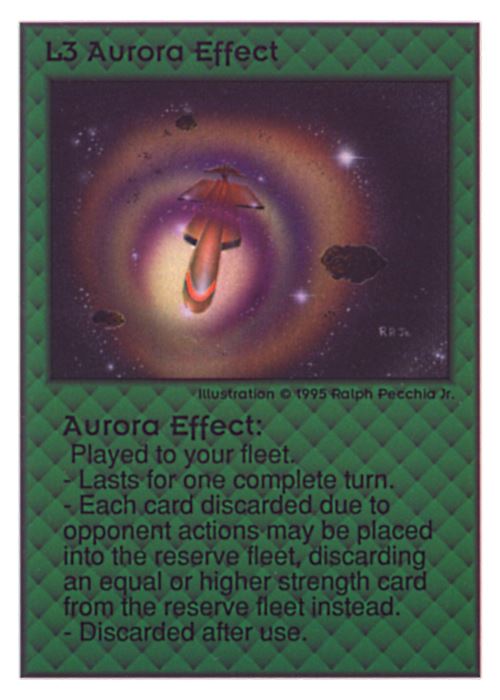 L3 Aurora Effect
R.P. Jr.
Illustration © 1995 Ralph Pecchia Jr.
Aurora Effect:
Played to your fleet.
- Lasts for one complete turn.
- Each card discarded due to
opponent actions may be placed
into the reserve fleet, discarding
an equal or higher strength card
from the reserve fleet instead.
- Discarded after use.